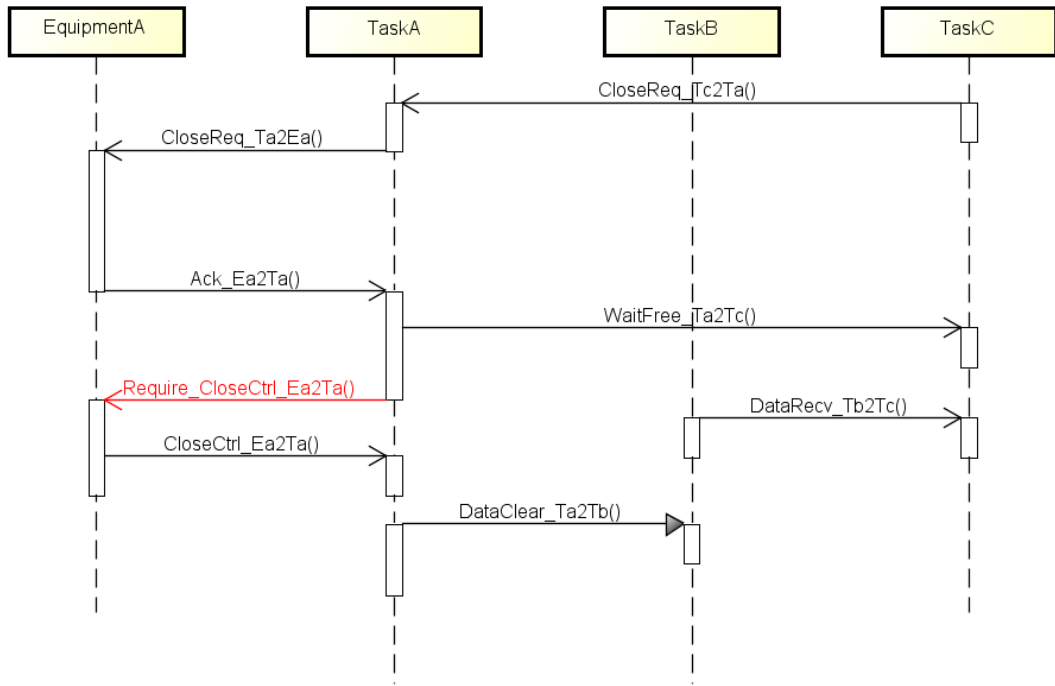 EquipmentA
TaskA
TaskB
TaskC
CloseReq_Tc2Ta()
CloseReq_Ta2Ea()
Ack_Ea2Ta()
WaitFree_Ta2Tc()
Require_CloseCtrl_Ea2Ta()
DataRecv_Tb2Tc()
CloseCtrl_Ea2Ta()
DataClear_Ta2Tb()